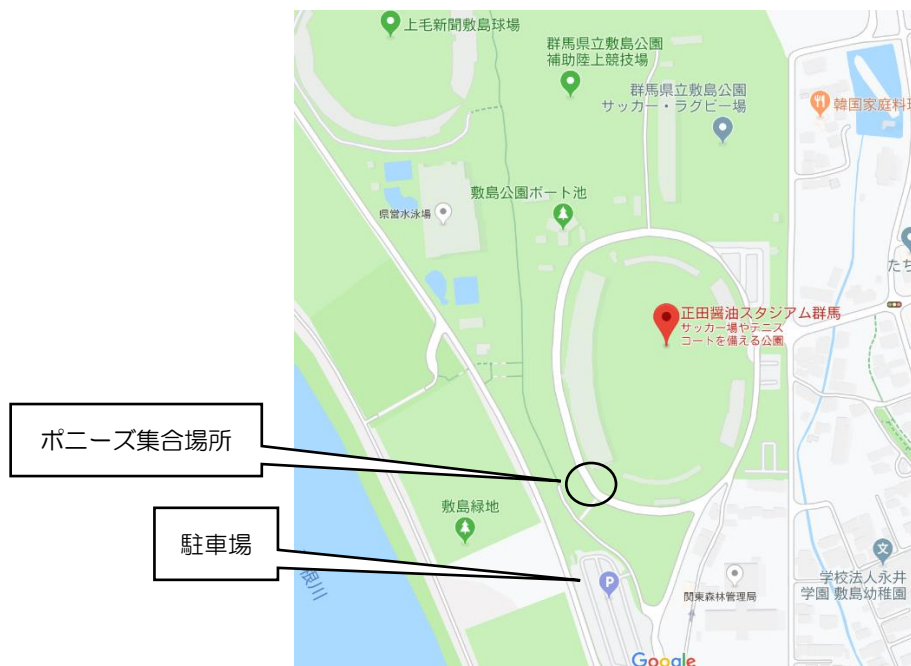 上毛新聞敷島球場
群馬県立敷島公園
補助陸上競技場
群馬県立敷島公園
サッカー・ラグビー場
韓国家庭料理
敷島公園ボート池
県営水泳場
たち
正田醤油スタジアム群馬
サッカー場やテニス
コートを備える公園
ポニーズ集合場所
敷島緑地
駐車場
P
根川
関東森林管理局
文
学校法人永井
学園 敷島幼稚園
Google